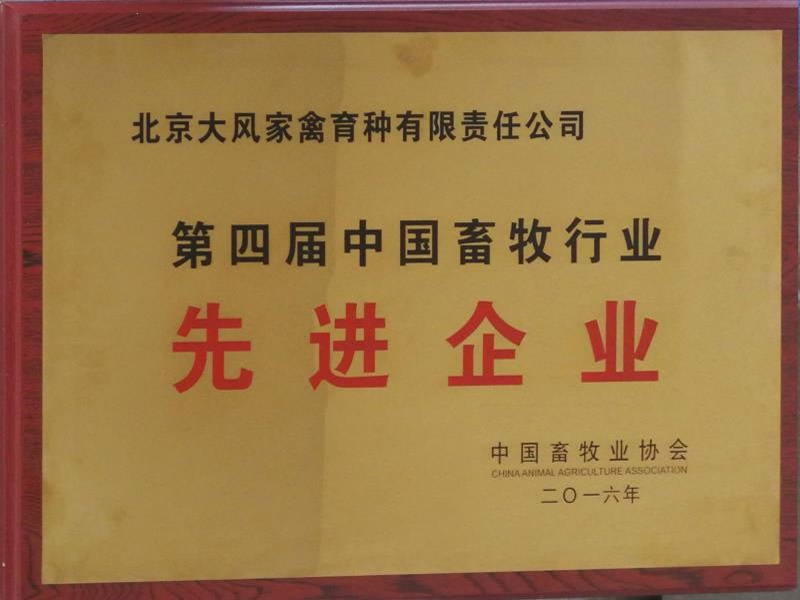 北京大风家禽育种有限责任公司
第四届中国畜牧行业
先进企业
中国畜牧业协会
CHINA ANIMAL AGRICULTURE ASSOCIATION
二〇一六年